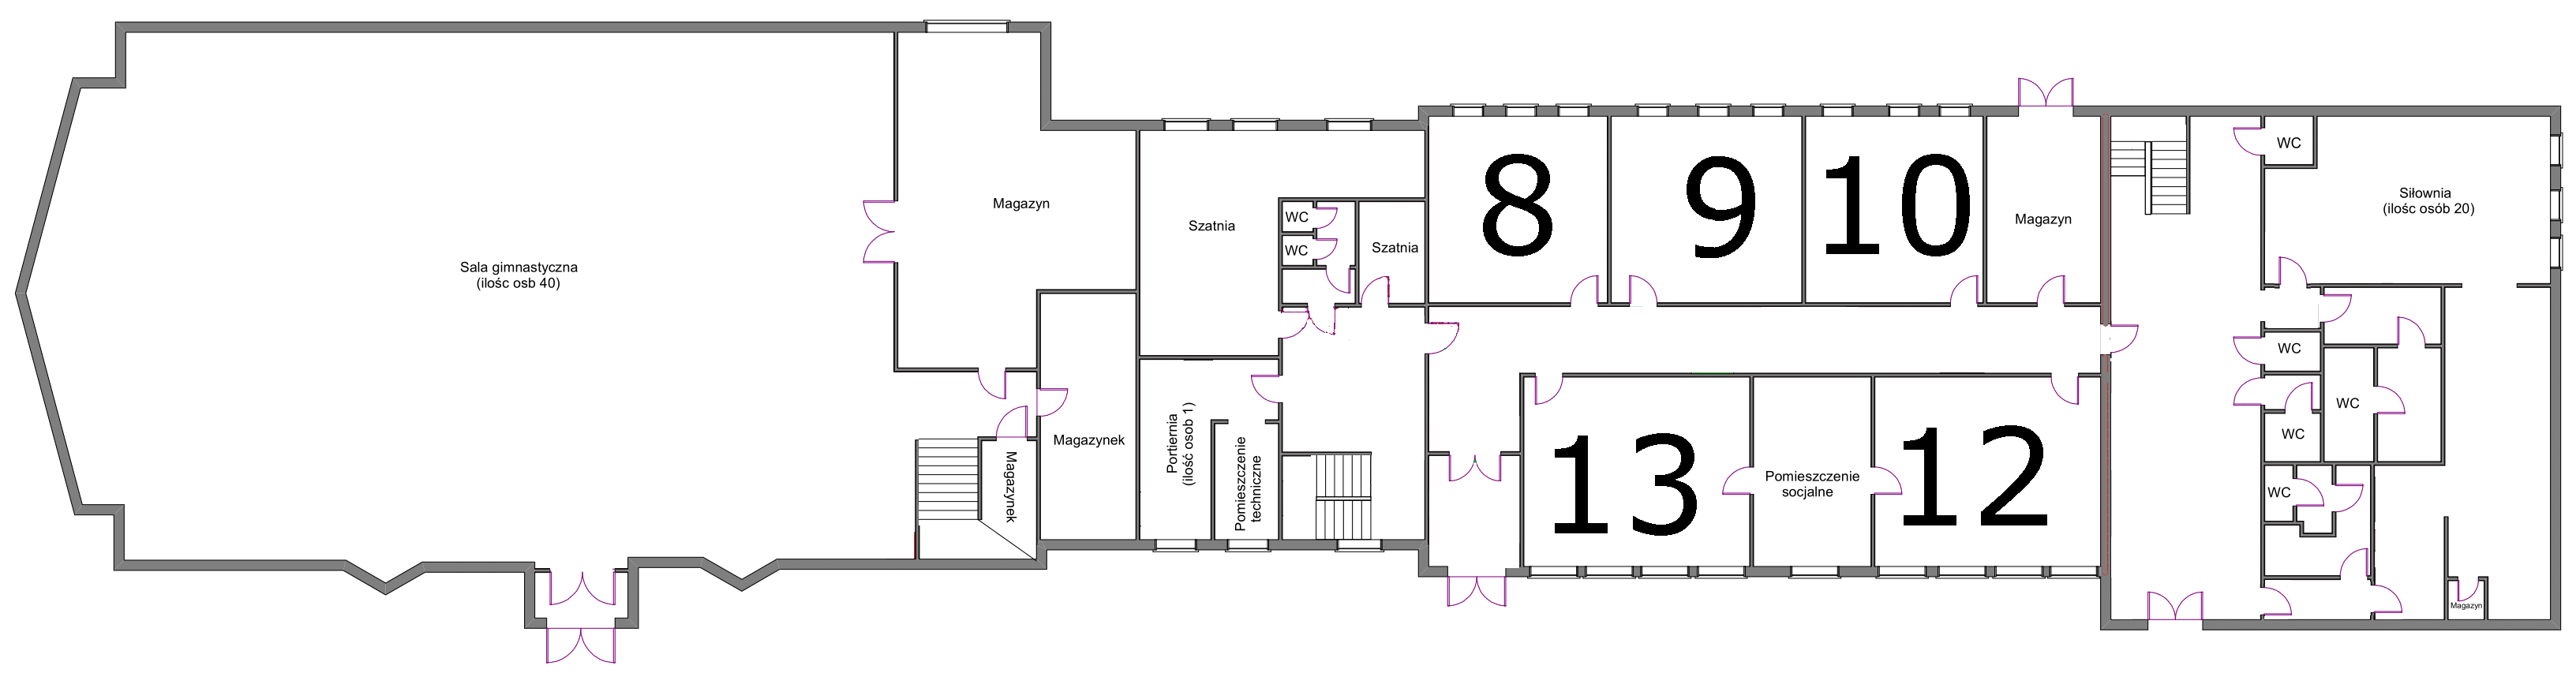 Sala gimnastyczna
(ilośc osb 40)
Magazyn
Magazynek
Magazynek
Szatnia
WC
WC
Szatnia
Portiernia
(ilość osob 1)
Pomieszczenie
techniczne
8
9
10
Magazyn
13
Pomieszczenie
socjalne
12
WC
Siłownia
(ilośc osób 20)
WC
WC
WC
WC
Magazyn